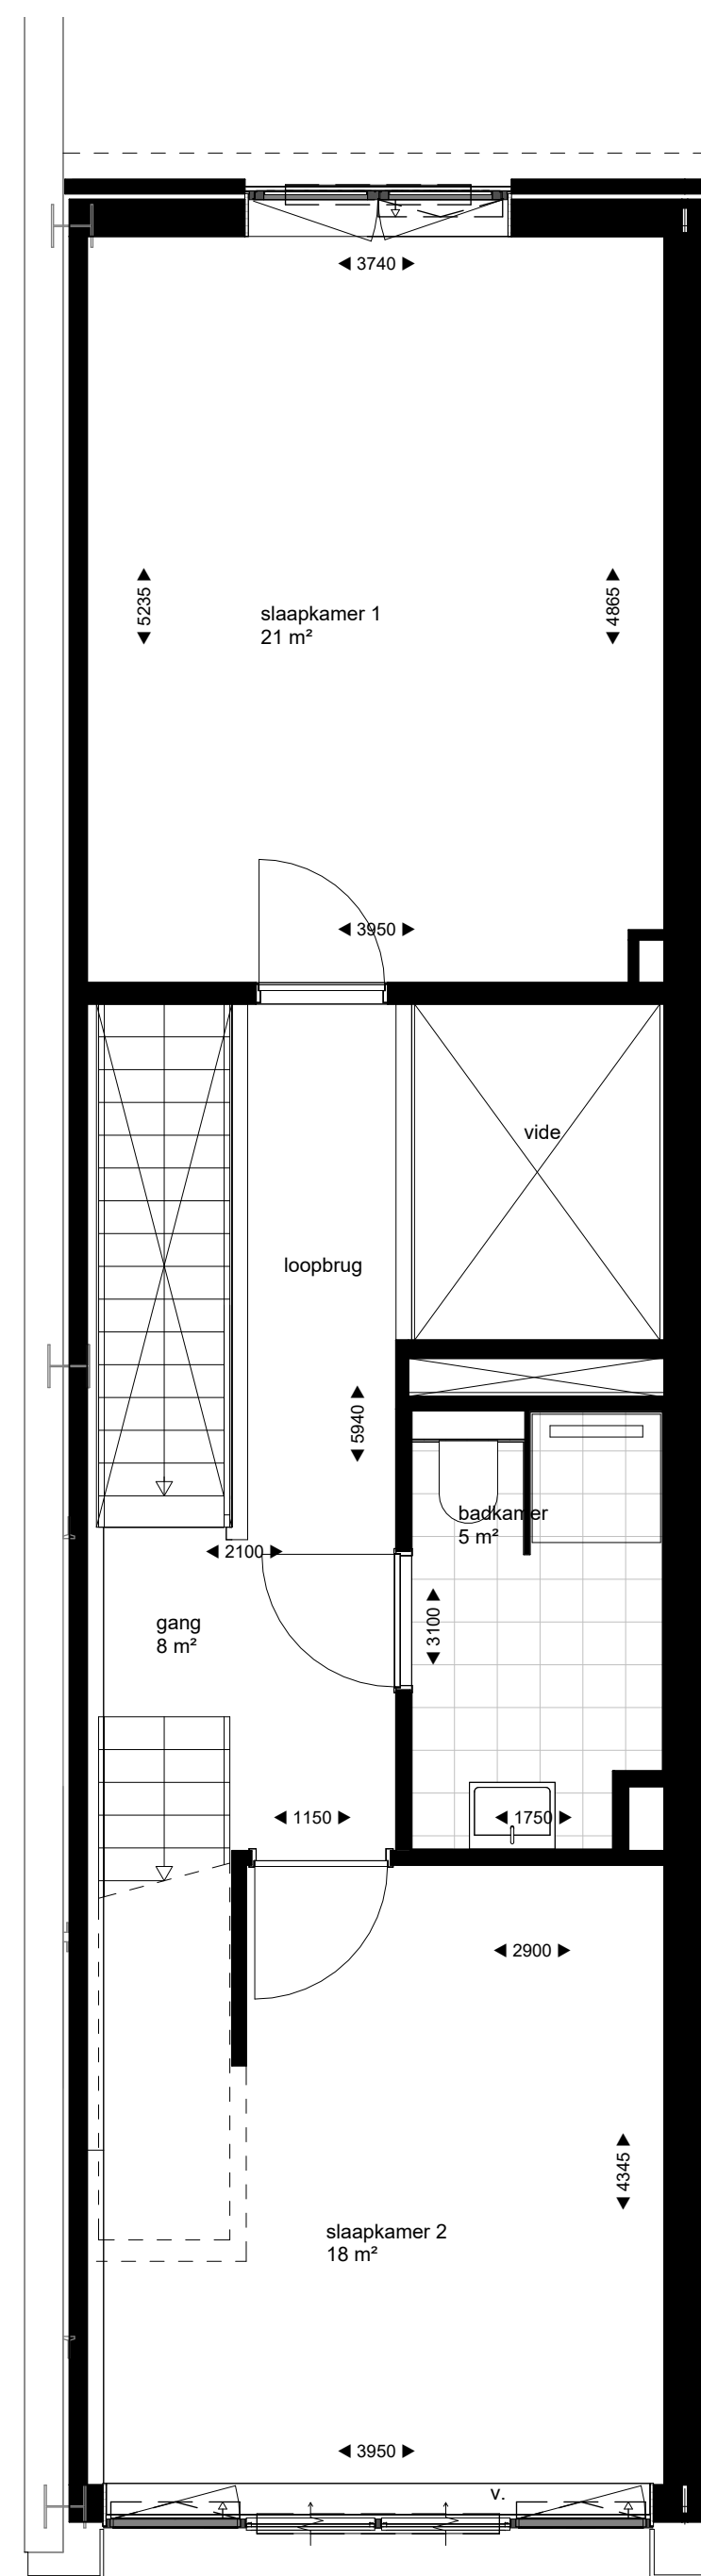 3740
5235
4865
slaapkamer 1
21 m²
3950
vide
loopbrug
5940
badkamer
5 m²
2100
3100
gang
8 m²
1150
1750
2900
4345
slaapkamer 2
18 m²
3950
v.